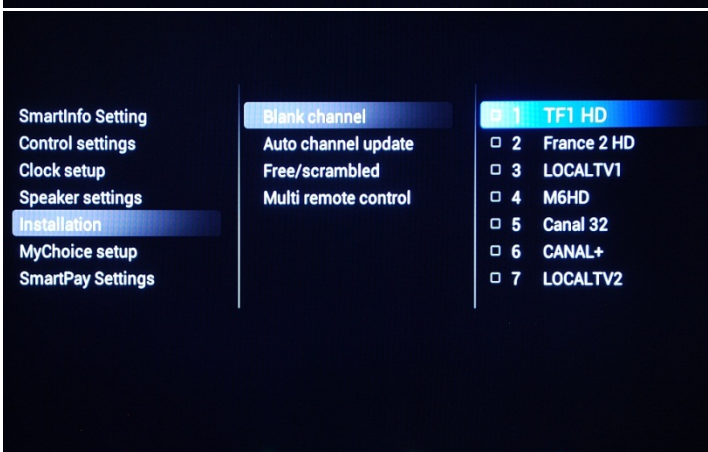 SmartInfo Setting
Control settings
Clock setup
Speaker settings
Installation
MyChoice setup
SmartPay Settings
Blank channel
Auto channel update
Free/scrambled
Multi remote control
1 TF1 HD
2 France 2 HD
3 LOCALTV1
4 M6HD
5 Canal 32
6 CANAL+
7 LOCALTV2